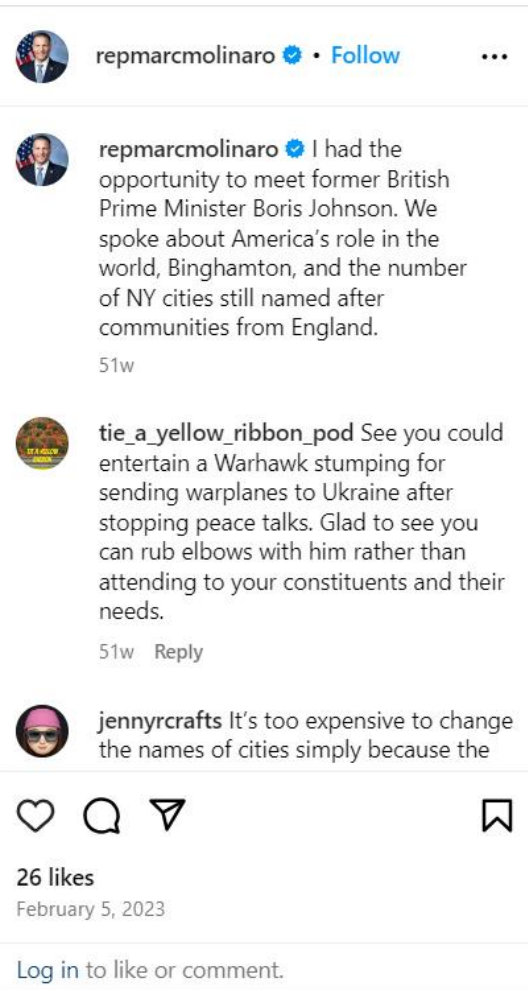 repmarcmolinaro • Follow
repmarcmolinaro I had the
opportunity to meet former British
Prime Minister Boris Johnson. We
spoke about America's role in the
world, Binghamton, and the number
of NY cities still named after
communities from England.
51w
tie_a_yellow_ribbon_pod See you could
entertain a Warhawk stumping for
sending warplanes to Ukraine after
stopping peace talks. Glad to see you
can rub elbows with him rather than
attending to your constituents and their
needs.
51w Reply
jennyrcrafts It's too expensive to change
the names of cities simply because the
26 likes
February 5, 2023
Log in to like or comment.